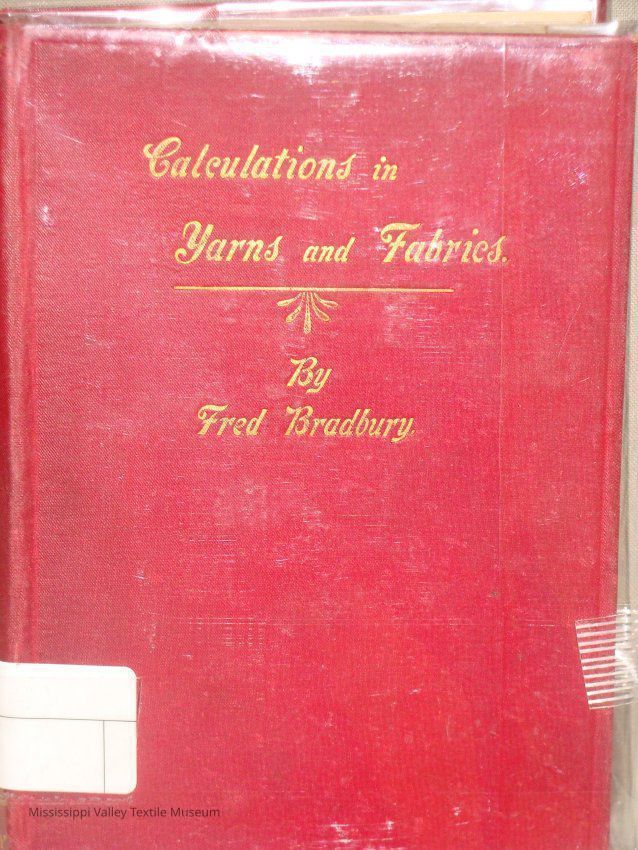 Calculations in
Yarns and Fabrics.
By
Fred Bradbury.
Mississippi Valley Textile Museum